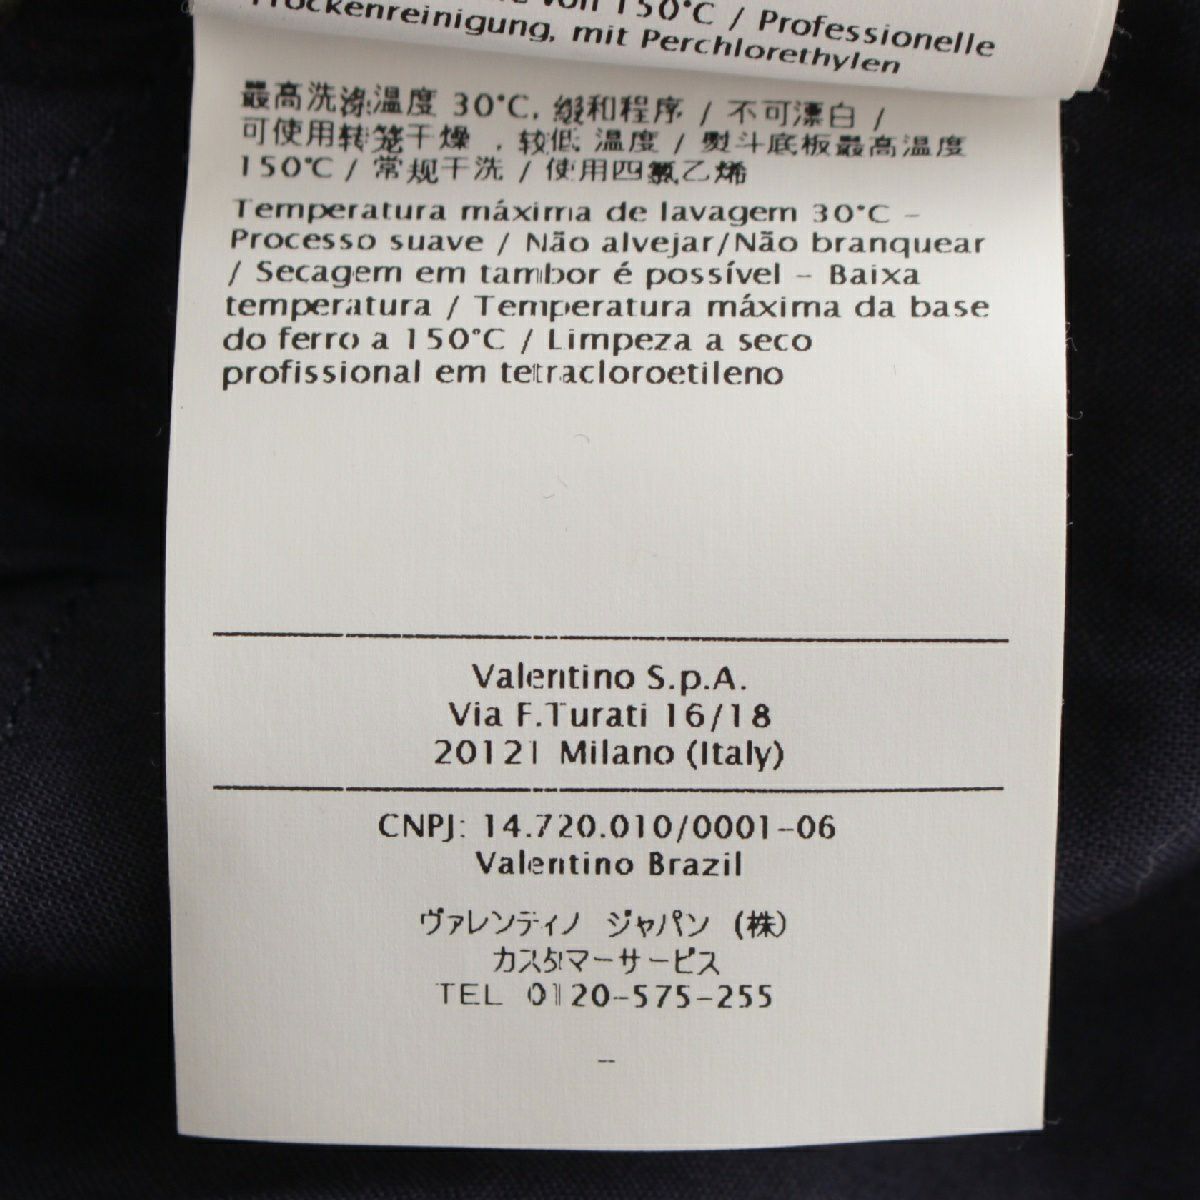 von 150°C / Professionelle
Trockenreinigung, mit Perchlorethylen
最高洗涤温度 30°C, 缓和程序 / 不可漂白 /
可使用转笼干燥 , 较低 温度 / 熨斗底板最高温度
150°C / 常规干洗 / 使用四氯乙烯
Temperatura máxima de lavagem 30°C –
Processo suave / Não alvejar/Não branquear
/ Secagem em tambor é possível – Baixa
temperatura / Temperatura máxima da base
do ferro a 150°C / Limpeza a seco
profissional em tetracloroetileno
Valentino S.p.A.
Via F.Turati 16/18
20121 Milano (Italy)
CNPJ: 14.720.010/0001-06
Valentino Brazil
ヴァレンティノ ジャパン (株)
カスタマーサービス
TEL 0120-575-255
--